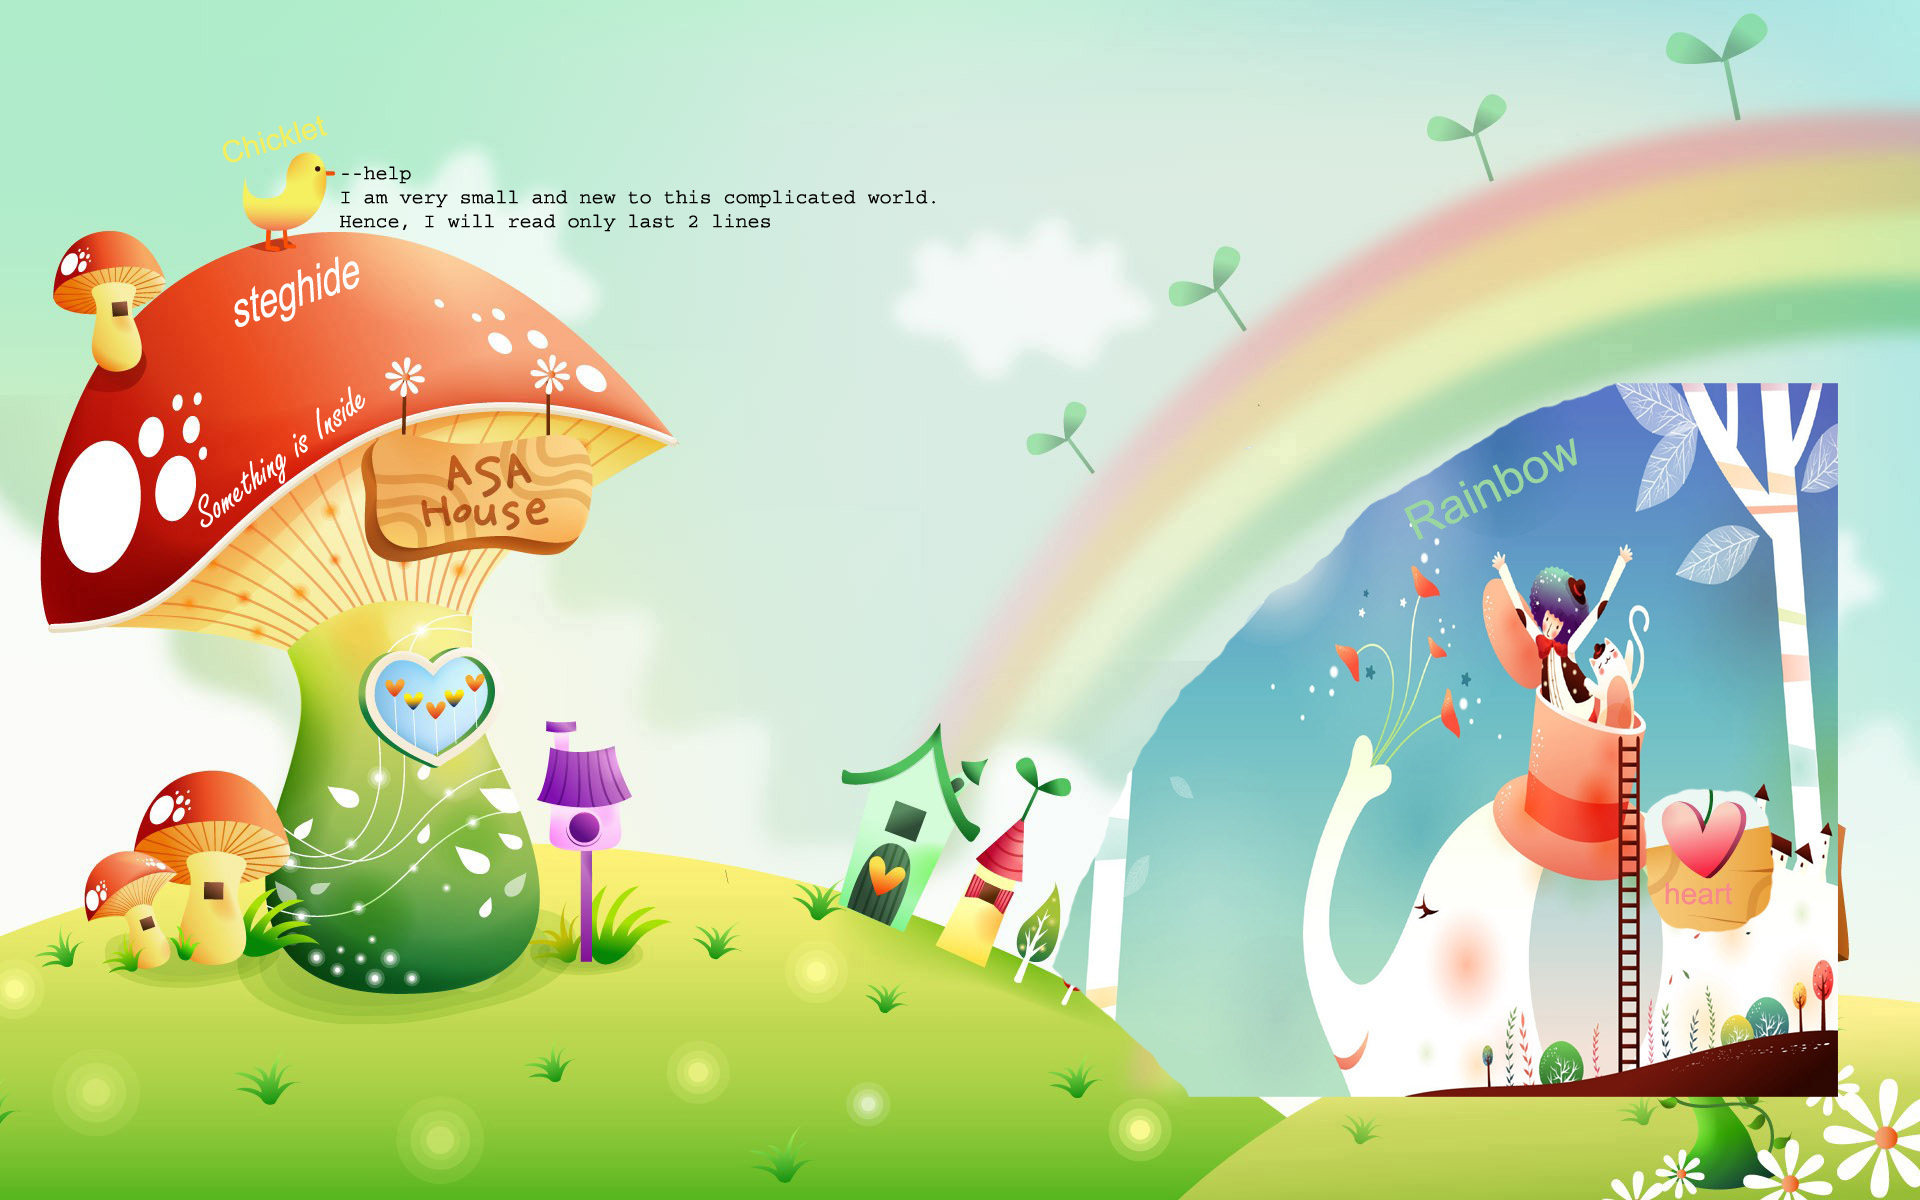 Chicklet
--help
I am very small and new to this complicated world.
Hence, I will read only last 2 lines
steghide
Something is Inside
ASA
House
Rainbow
heart